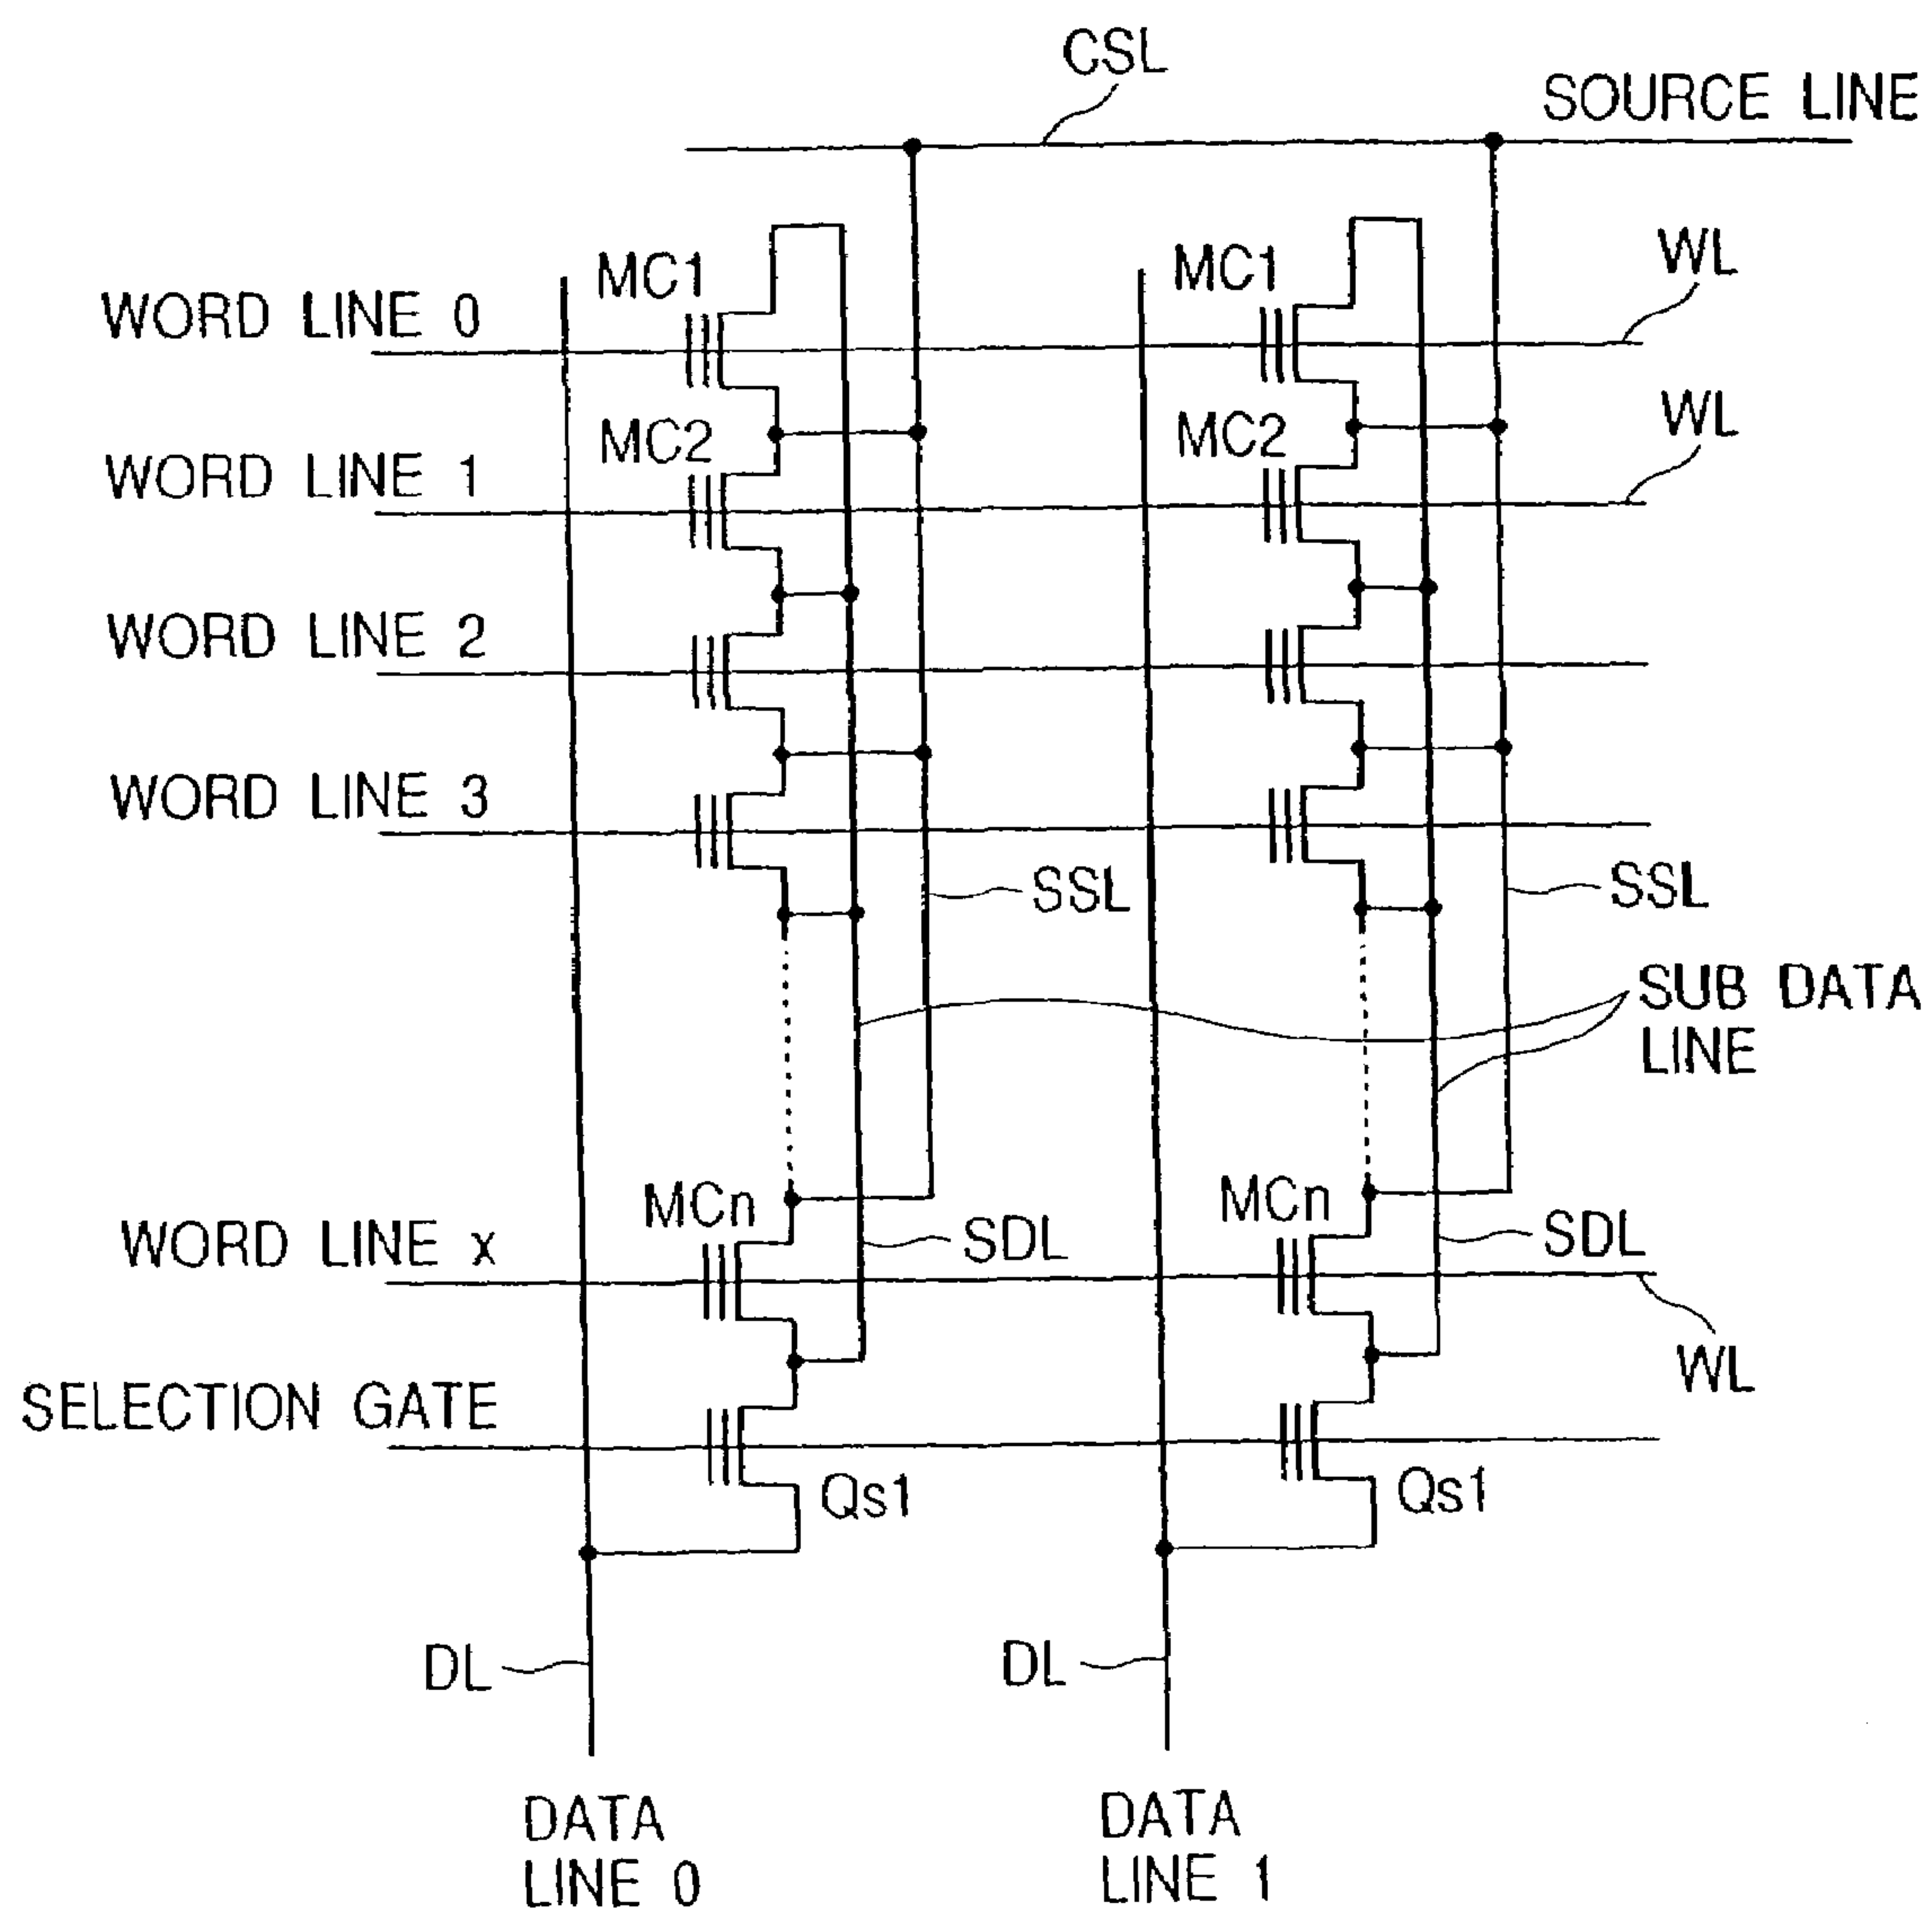 CSL
SOURCE LINE
MC1
MC1
WL
WORD LINE 0
MC2
MC2
WL
WORD LINE 1
WORD LINE 2
WORD LINE 3
SSL
SSL
SUB DATA
LINE
MCn
MCn
WORD LINE x
SDL
SDL
WL
SELECTION GATE
Qs1
Qs1
DL
DL
DATA
LINE 0
DATA
LINE 1